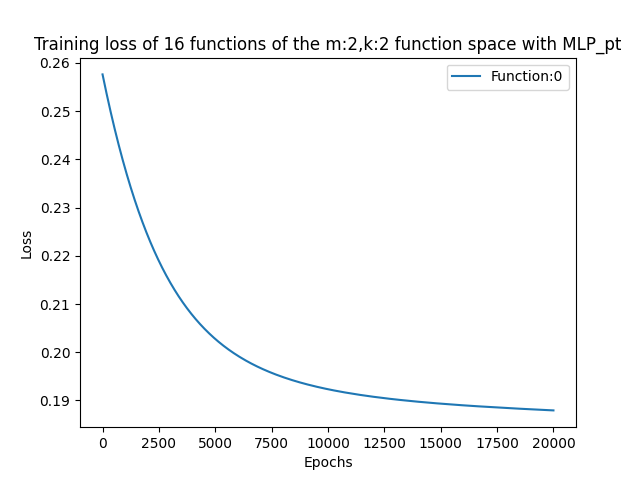 Training loss of 16 functions of the m:2,k:2 function space with MLP_pt
Function:0
0.26
0.25
0.24
0.23
0.22
0.21
0.20
0.19
Loss
0 2500 5000 7500 10000 12500 15000 17500 20000
Epochs